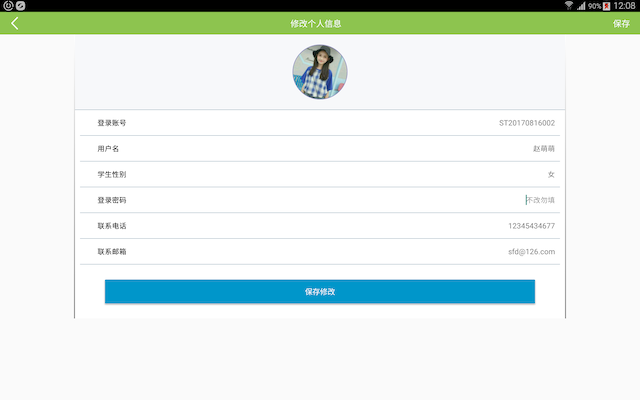 90% 12:08
修改个人信息 保存
登录账号 ST20170816002
用户名 赵萌萌
学生性别 女
登录密码 不改勿填
联系电话 12345434677
联系邮箱 sfd@126.com
保存修改